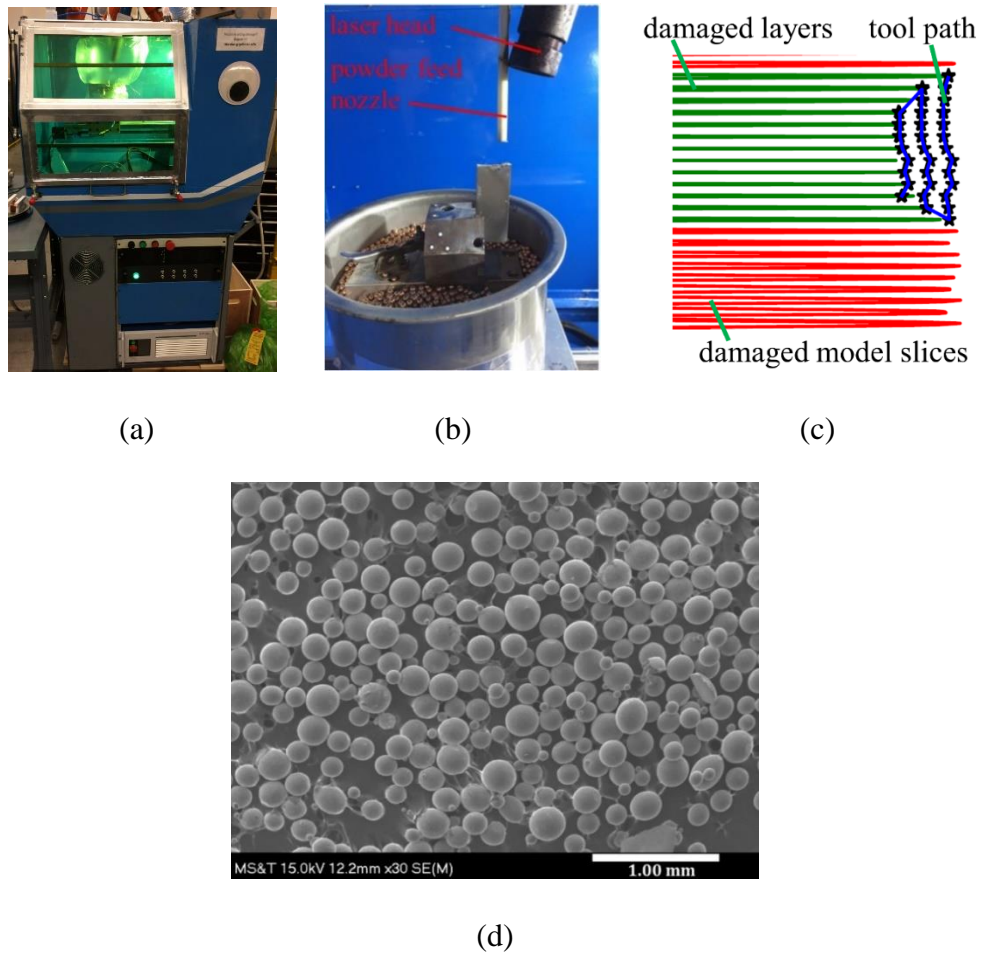 laser head
powder feed
nozzle
damaged layers
tool path
damaged model slices
(a)
(b)
(c)
MS&T 15.0kV 12.2mm x30 SE(M)
1.00 mm
(d)